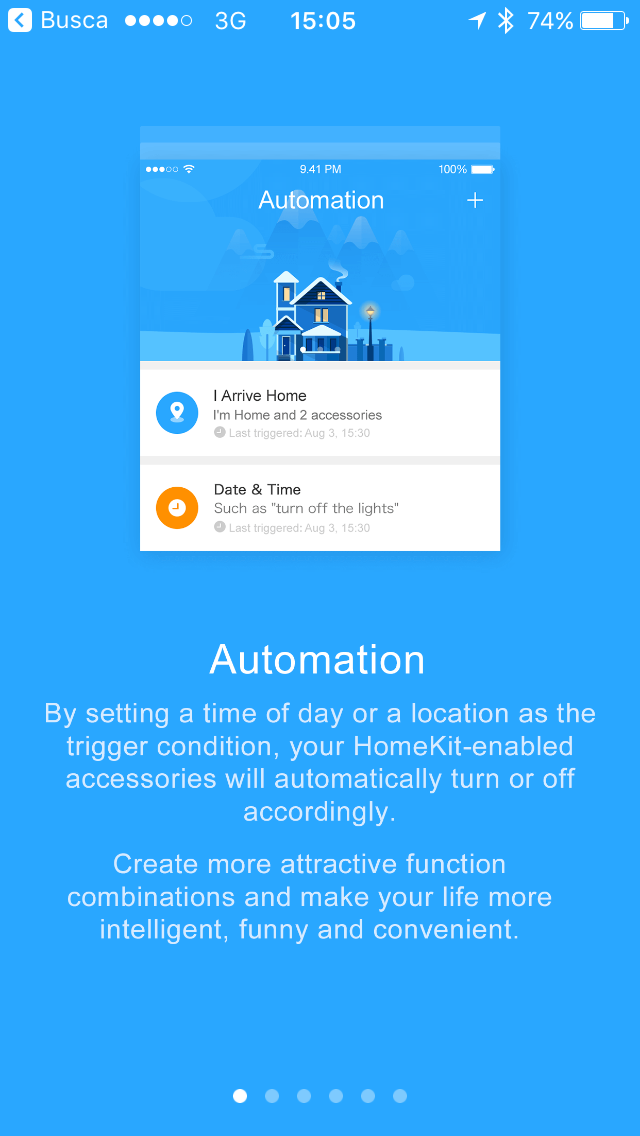 Busca 3G 15:05 74%
9.41 PM 100%
Automation +
I Arrive Home
I'm Home and 2 accessories
Last triggered: Aug 3, 15:30
Date & Time
Such as "turn off the lights"
Last triggered: Aug 3, 15:30
Automation
By setting a time of day or a location as the
trigger condition, your HomeKit-enabled
accessories will automatically turn or off
accordingly.
Create more attractive function
combinations and make your life more
intelligent, funny and convenient.